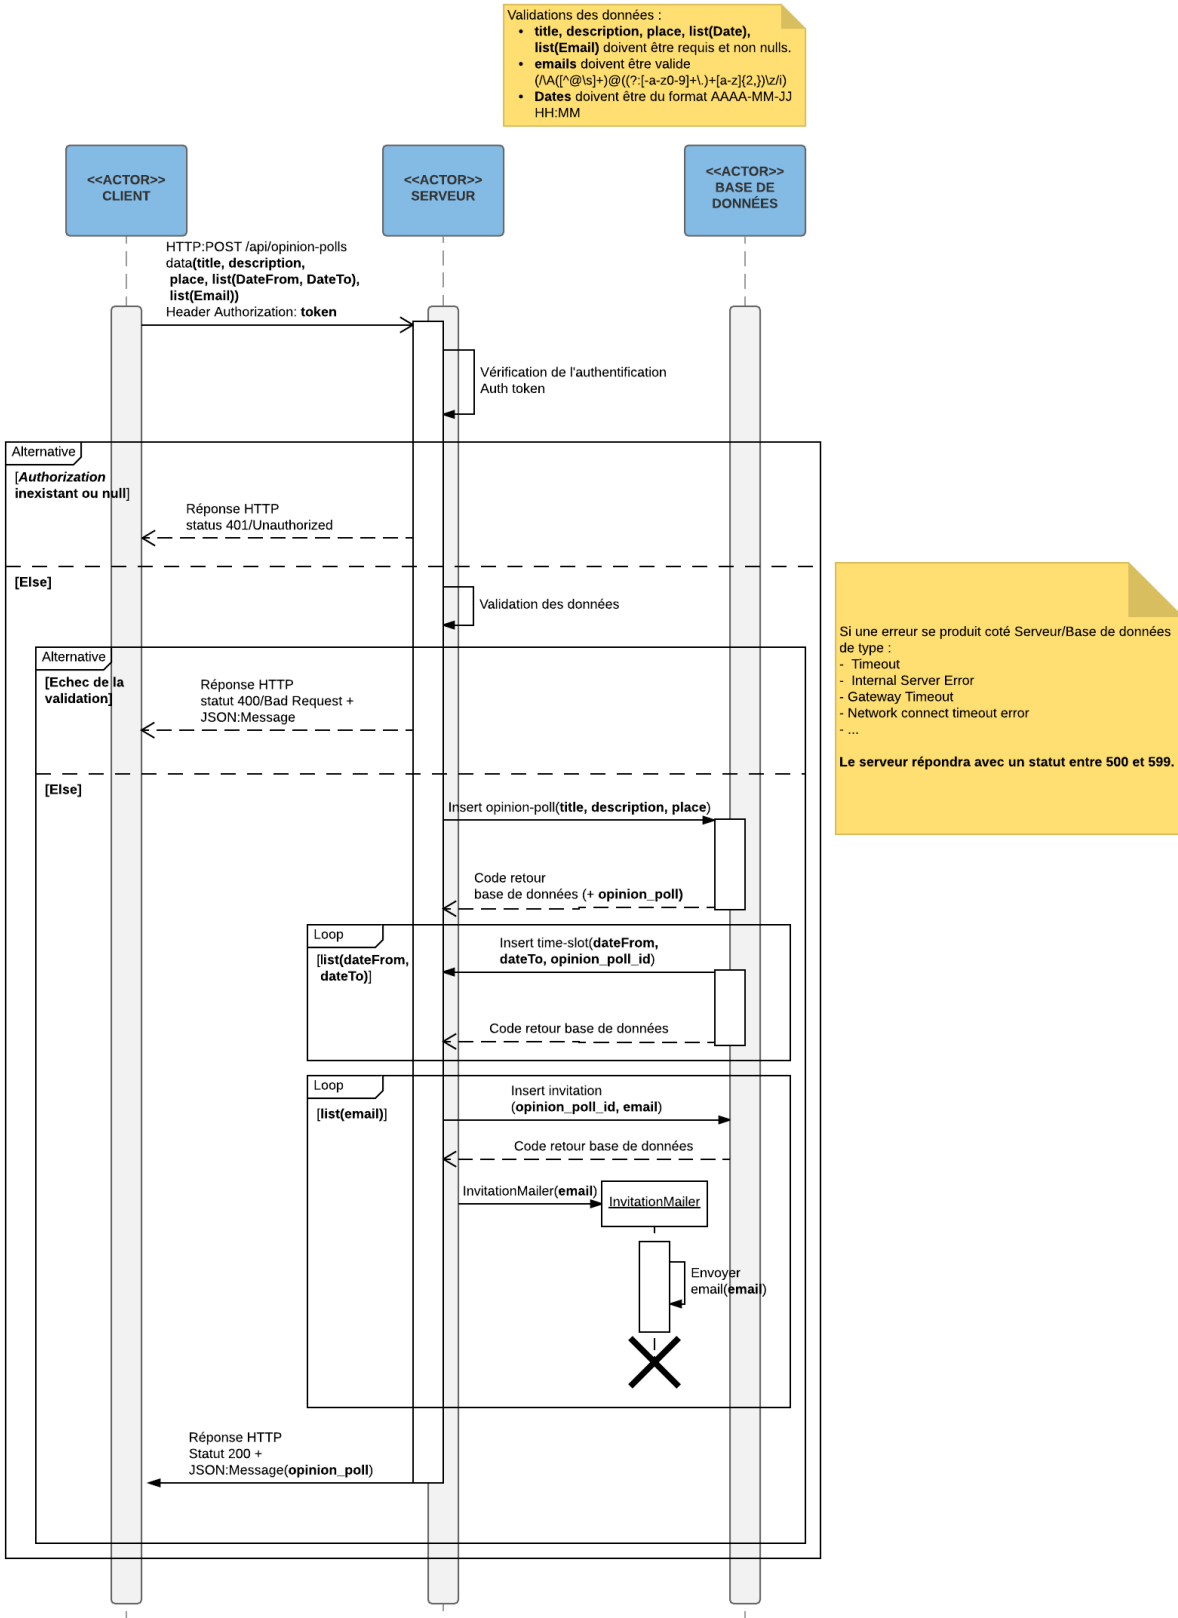 Validations des données :
• title, description, place, list(Date),
list(Email) doivent être requis et non nulls.
• emails doivent être valide
(/\A([^@\s]+)@((?:[-a-z0-9]+\.)+[a-z]{2,})\z/i)
• Dates doivent être du format AAAA-MM-JJ
HH:MM
<<ACTOR>>
CLIENT
<<ACTOR>>
SERVEUR
<<ACTOR>>
BASE DE
DONNÉES
HTTP:POST /api/opinion-polls
data(title, description,
place, list(DateFrom, DateTo),
list(Email))
Header Authorization: token
Vérification de l'authentification
Auth token
Alternative
[Authorization
inexistant ou null]
Réponse HTTP
status 401/Unauthorized
[Else]
Validation des données
Si une erreur se produit coté Serveur/Base de données
de type :
- Timeout
- Internal Server Error
- Gateway Timeout
- Network connect timeout error
- ...
Le serveur répondra avec un statut entre 500 et 599.
Alternative
[Echec de la
validation]
Réponse HTTP
statut 400/Bad Request +
JSON:Message
[Else]
Insert opinion-poll(title, description, place)
Code retour
base de données (+ opinion_poll)
Loop
[list(dateFrom,
dateTo)]
Insert time-slot(dateFrom,
dateTo, opinion_poll_id)
Code retour base de données
Loop
[list(email)]
Insert invitation
(opinion_poll_id, email)
Code retour base de données
InvitationMailer(email)
InvitationMailer
Envoyer
email(email)
Réponse HTTP
Statut 200 +
JSON:Message(opinion_poll)